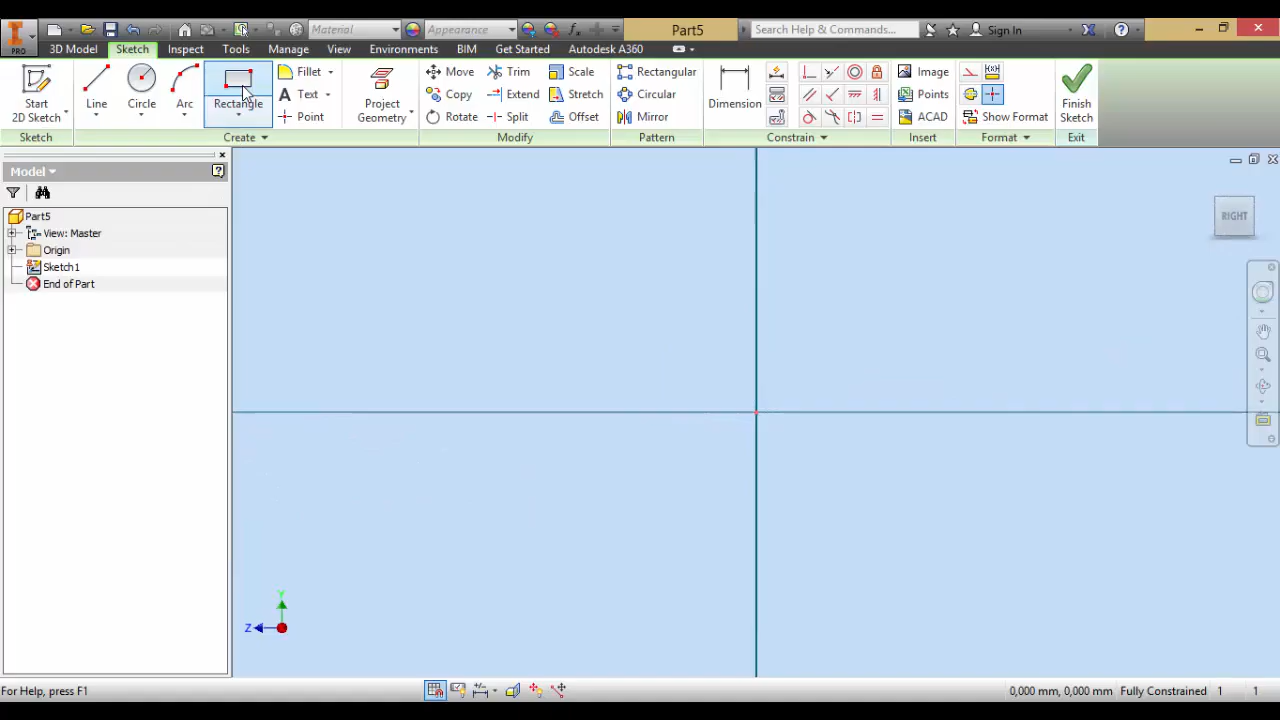 PRO
Material
Appearance
Part5
Search Help & Commands...
Sign In
3D Model Sketch Inspect Tools Manage View Environments BIM Get Started Autodesk A360
Start
2D Sketch
Line
Circle
Arc
Rectangle
Fillet
Text
Point
Project
Geometry
Move Trim Scale
Copy Extend Stretch
Rotate Split Offset
Rectangular
Circular
Mirror
Dimension
Image
Points
ACAD
Show Format
Finish
Sketch
Sketch Create Modify Pattern Constrain Insert Format Exit
Model
Part5
View: Master
Origin
Sketch1
End of Part
RIGHT
Y
Z
For Help, press F1
0,000 mm, 0,000 mm Fully Constrained 1 1